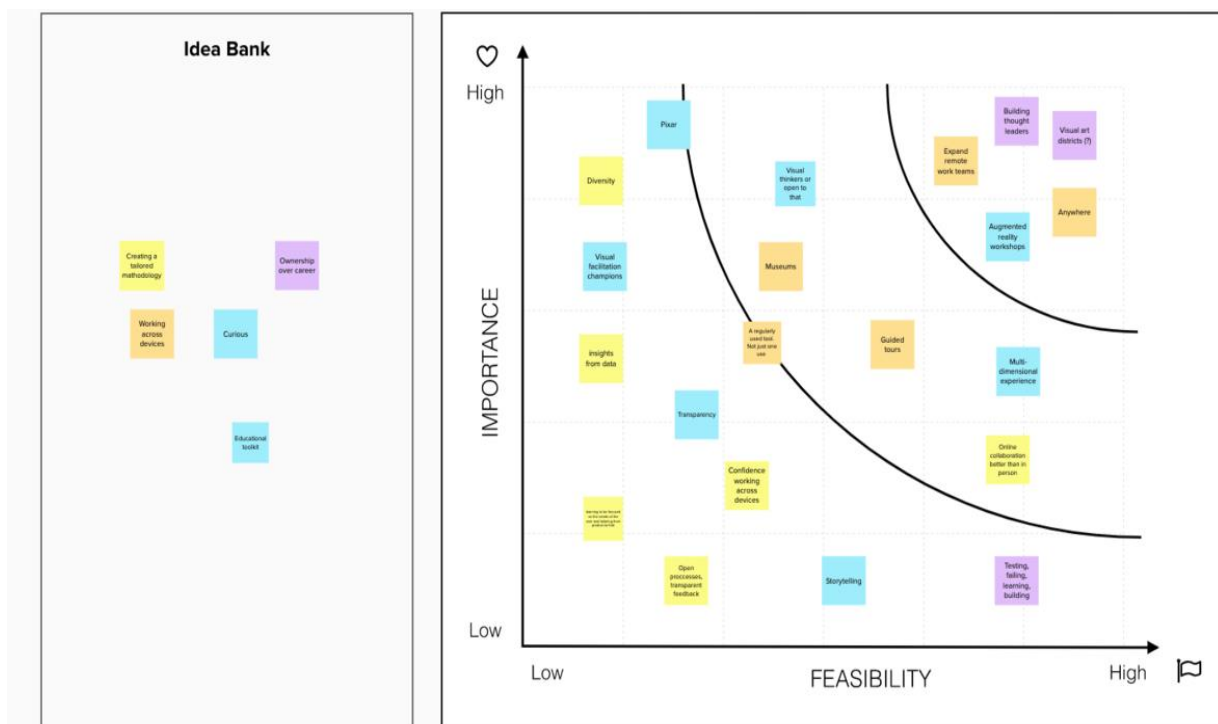 Idea Bank
Creating a
tailored
mathodology
Ownership
over career
Working
across
devices
Curious
Educational
toolkit
High
IMPORTANCE
Low
Low
FEASIBILITY
High
Pixar
Diversity
Visual
thinkers or
open to
that
Building
thought
leaders
Visual art
districts (?)
Expand
remote
work teams
Anywhere
Augmented
reality
workshops
Visual
facilitation
champions
Museums
Insights
from data
A regularly
used tool.
Not just one
use
Guided
tours
Multi-
dimensional
experience
Transparency
Confidence
working
across
devices
Online
collaboration
better than in
person
Open
proccesses,
transparent
feedback
Storytelling
Testing,
failing,
learning,
building